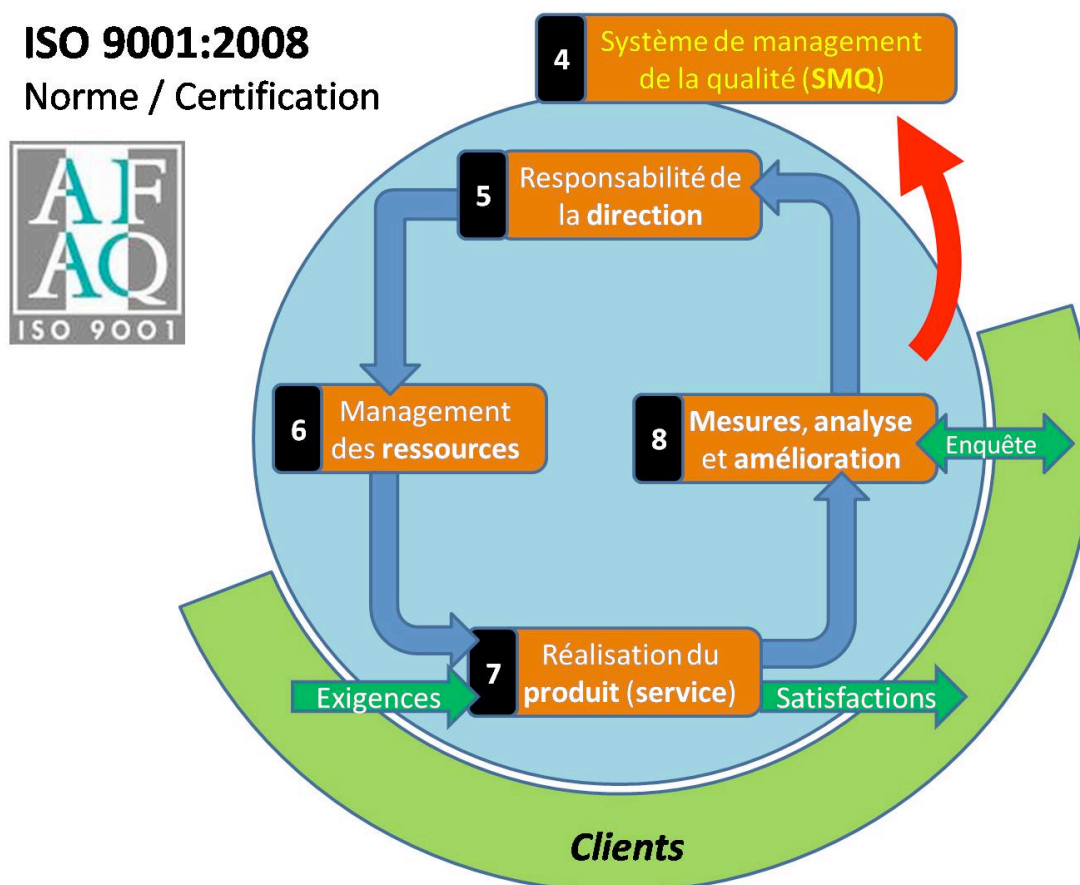 ISO 9001:2008
Norme / Certification
AF
AQ
ISO 9001
4
Système de management
de la qualité (SMQ)
5
Responsabilité de
la direction
6
Management
des ressources
8
Mesures, analyse
et amélioration
Enquête
7
Réalisation du
produit (service)
Exigences
Satisfactions
Clients